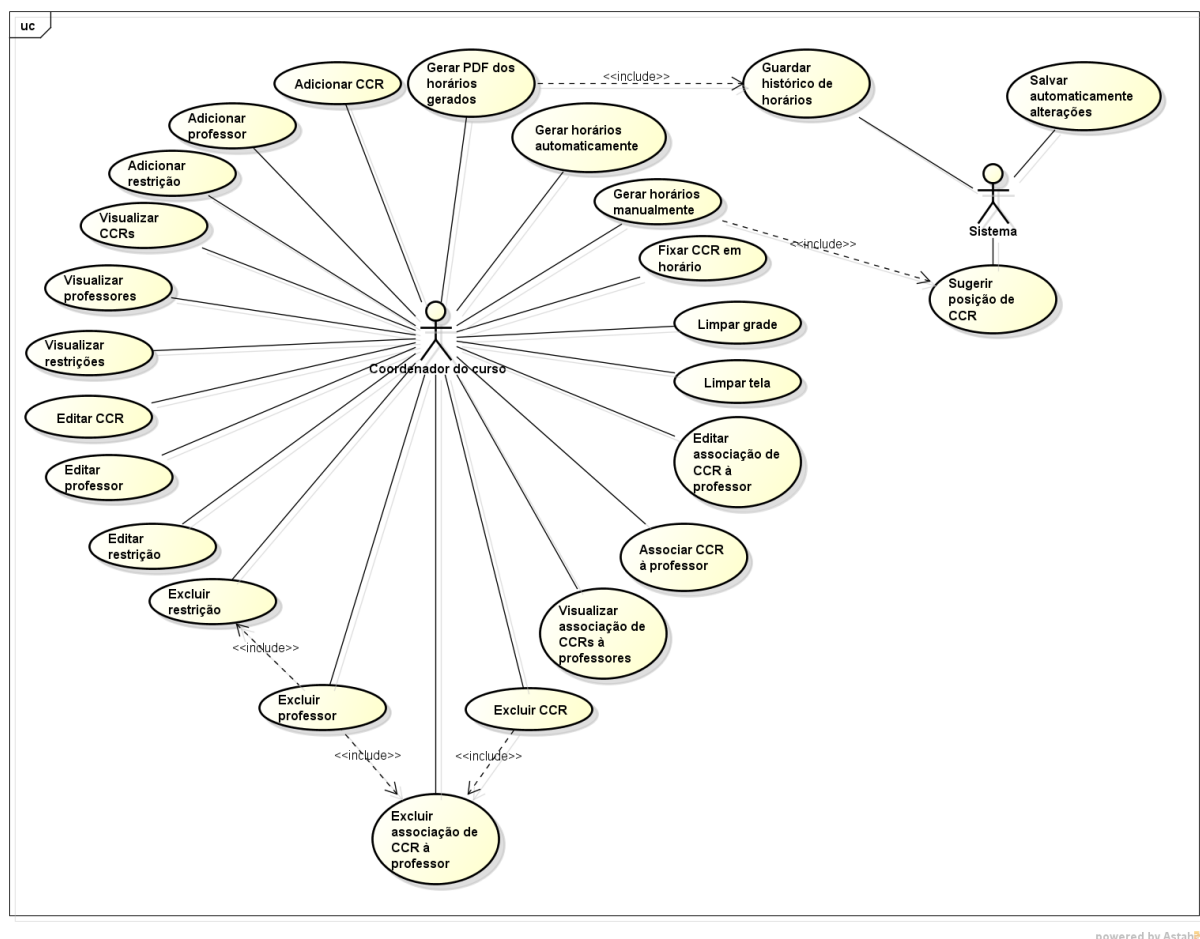 uc
Adicionar CCR
Gerar PDF dos
horários
gerados
<<include>>
Guardar
histórico de
horários
Salvar
automaticamente
alterações
Adicionar
professor
Gerar horários
automaticamente
Adicionar
restrição
Gerar horários
manualmente
<<include>>
Sistema
Visualizar
CCRs
Fixar CCR em
horário
Sugerir
posição de
CCR
Visualizar
professores
Limpar grade
Visualizar
restrições
Coordenador do curso
Limpar tela
Editar CCR
Editar
associação de
CCR à
professor
Editar
professor
Editar
restrição
Associar CCR
à professor
Excluir
restrição
Visualizar
associação de
CCRs à
professores
<<include>>
Excluir
professor
Excluir CCR
<<include>>
<<include>>
Excluir
associação de
CCR à
professor
powered by Astah